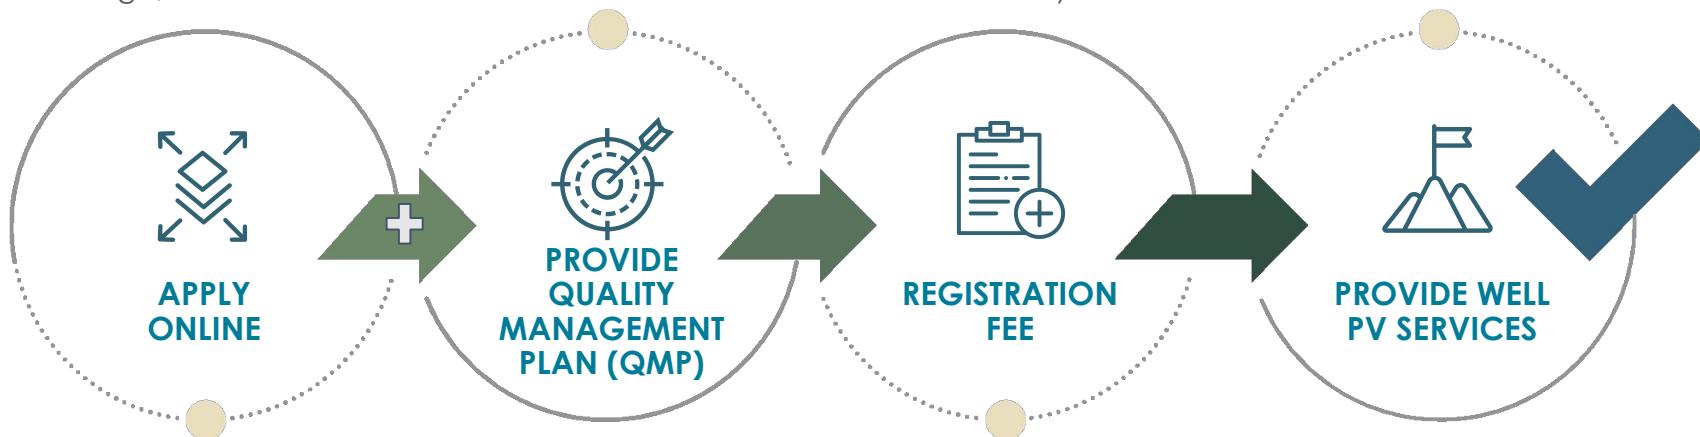 APPLY
ONLINE
PROVIDE
QUALITY
MANAGEMENT
PLAN (QMP)
REGISTRATION
FEE
PROVIDE WELL
PV SERVICES